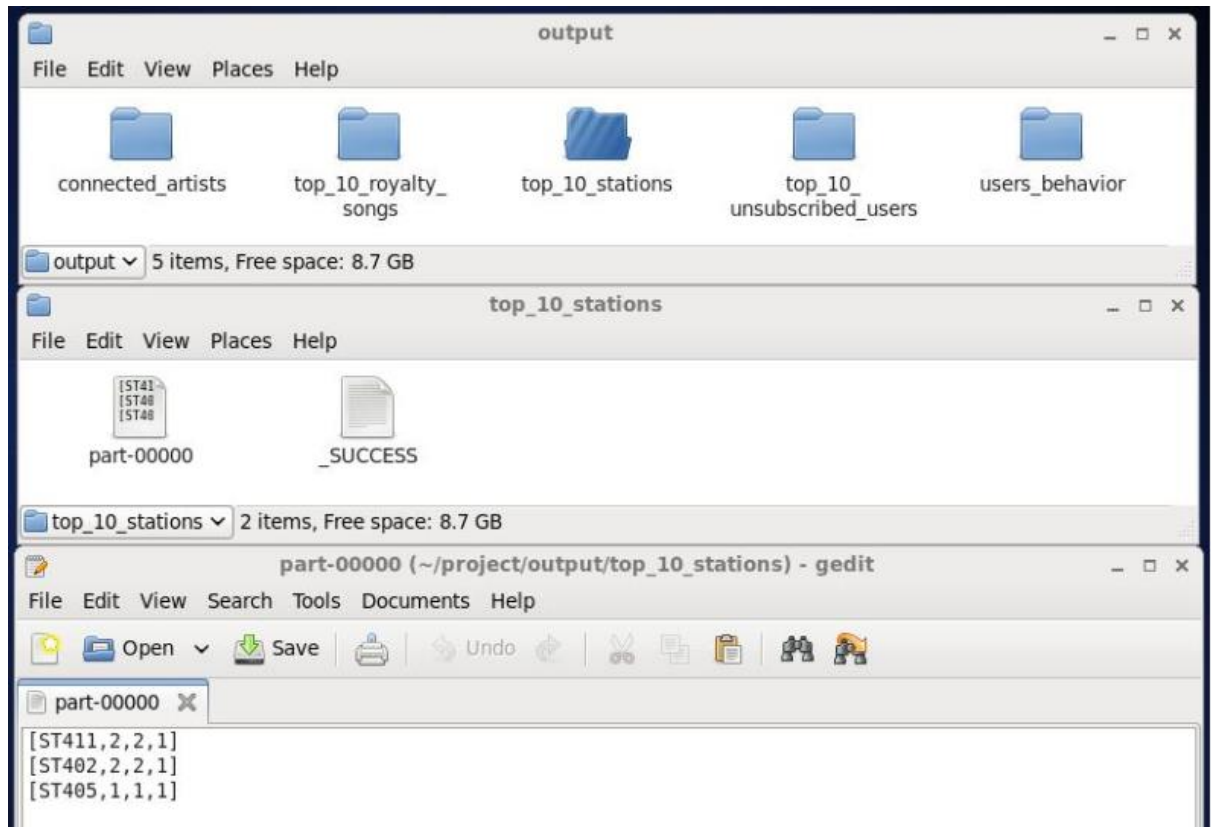 output
File Edit View Places Help
connected_artists top_10_royalty_ top_10_stations top_10_ users_behavior
songs unsubscribed_users
output 5 items, Free space: 8.7 GB
top_10_stations
File Edit View Places Help
[ST41
[ST40
[ST40
part-00000 _SUCCESS
top_10_stations 2 items, Free space: 8.7 GB
part-00000 (~/project/output/top_10_stations) - gedit
File Edit View Search Tools Documents Help
Open Save Undo
part-00000
[ST411,2,2,1]
[ST402,2,2,1]
[ST405,1,1,1]